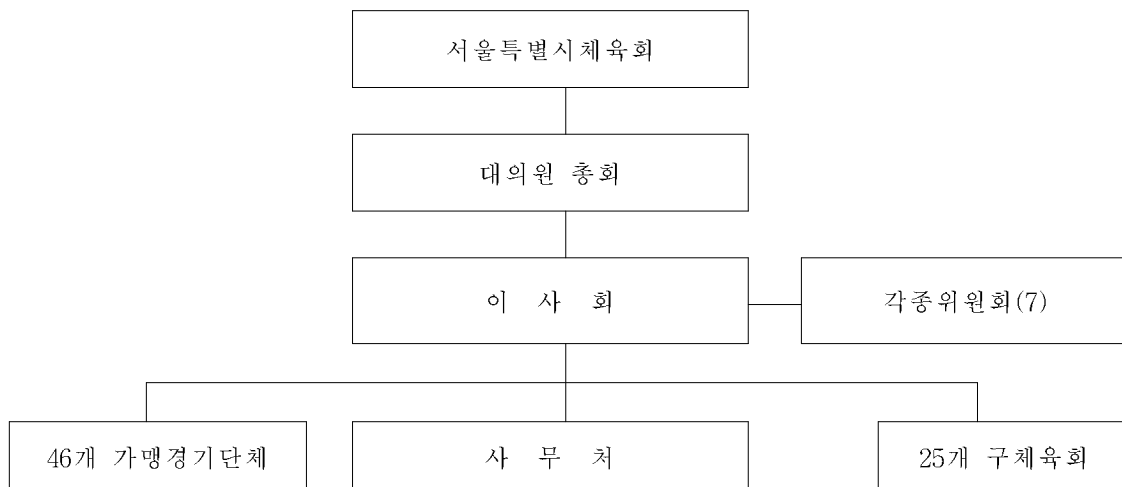 서울특별시체육회
대의원 총회
이 사 회
각종위원회(7)
46개 가맹경기단체
사 무 처
25개 구체육회